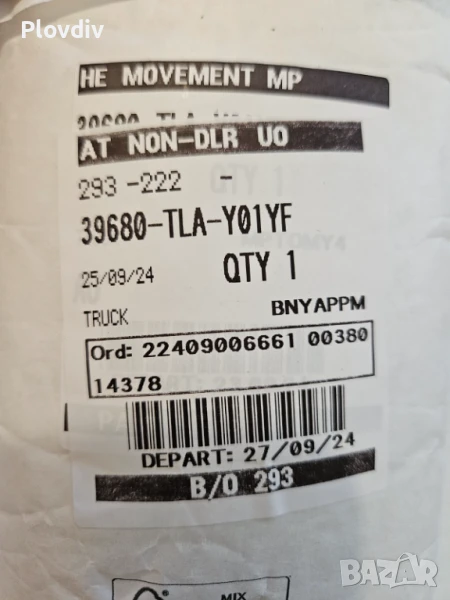 Plovdiv
HE MOVEMENT MP
AT NON-DLR UO
293 -222 -
39680-TLA-Y01YF
25/09/24 QTY 1
TRUCK BNYAPPM
Ord: 22409006661 00380
14378
DEPART: 27/09/24
B/O 293
MIX
BAZAR